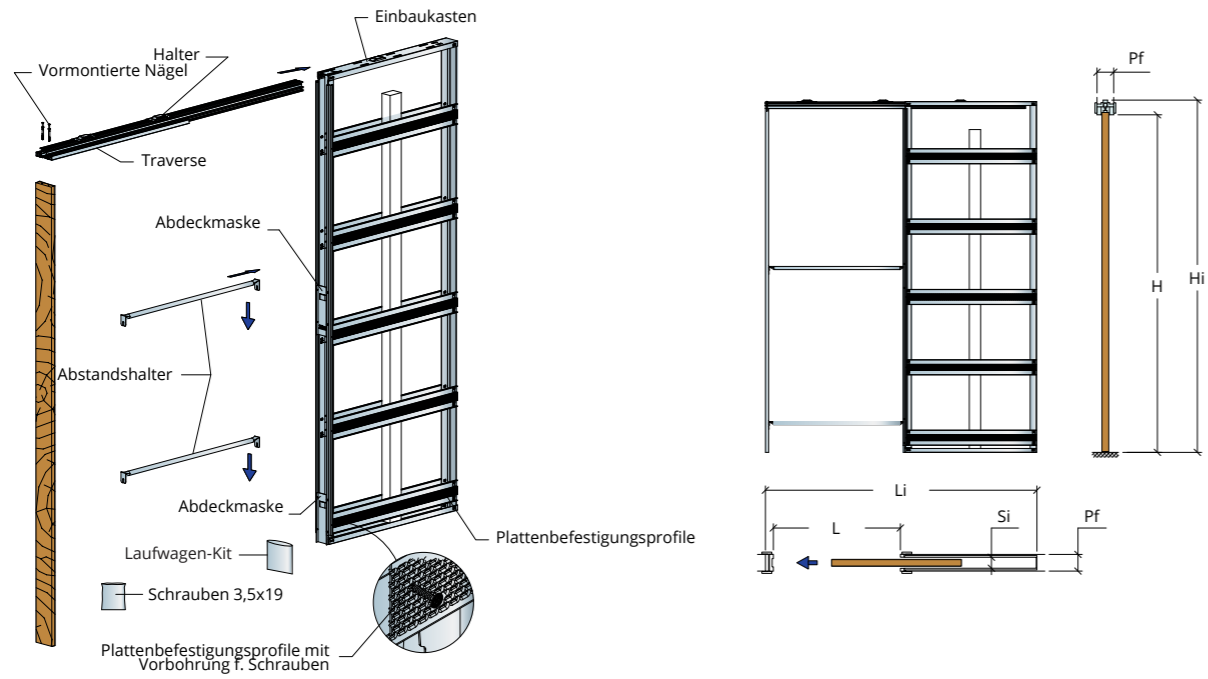 Einbaukasten
Halter
Vormontierte Nägel
Traverse
Abdeckmaske
Abstandshalter
Abdeckmaske
Plattenbefestigungsprofile
Laufwagen-Kit
Schrauben 3,5x19
Plattenbefestigungsprofile mit
Vorbohrung f. Schrauben
Pf
H
Hi
Li
L
Si
Pf